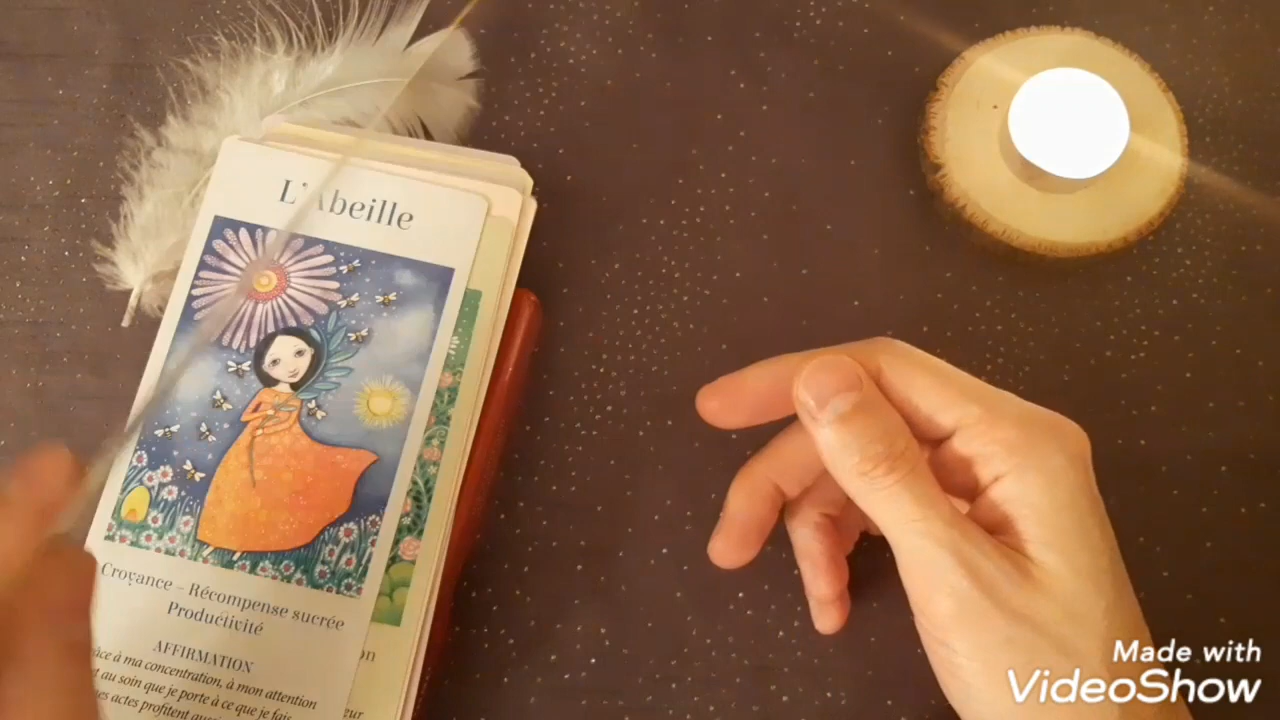 L'Abeille
Croyance – Récompense sucrée
Productivité
AFFIRMATION
à ma concentration, à mon attention
au soin que je porte à ce que je fais,
actes profitent
Made with
VideoShow